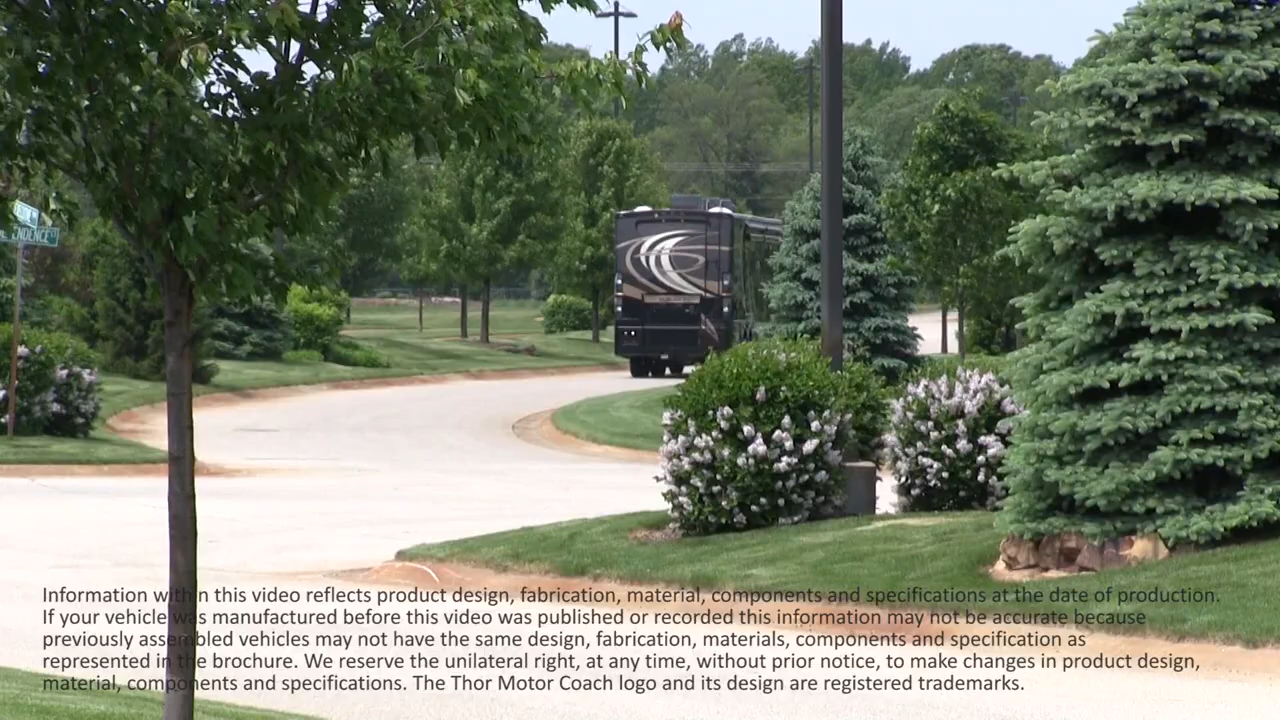 Information within this video reflects product design, fabrication, material, components and specifications at the date of production.
If your vehicle was manufactured before this video was published or recorded this information may not be accurate because
previously assembled vehicles may not have the same design, fabrication, materials, components and specification as
represented in the brochure. We reserve the unilateral right, at any time, without prior notice, to make changes in product design,
material, components and specifications. The Thor Motor Coach logo and its design are registered trademarks.